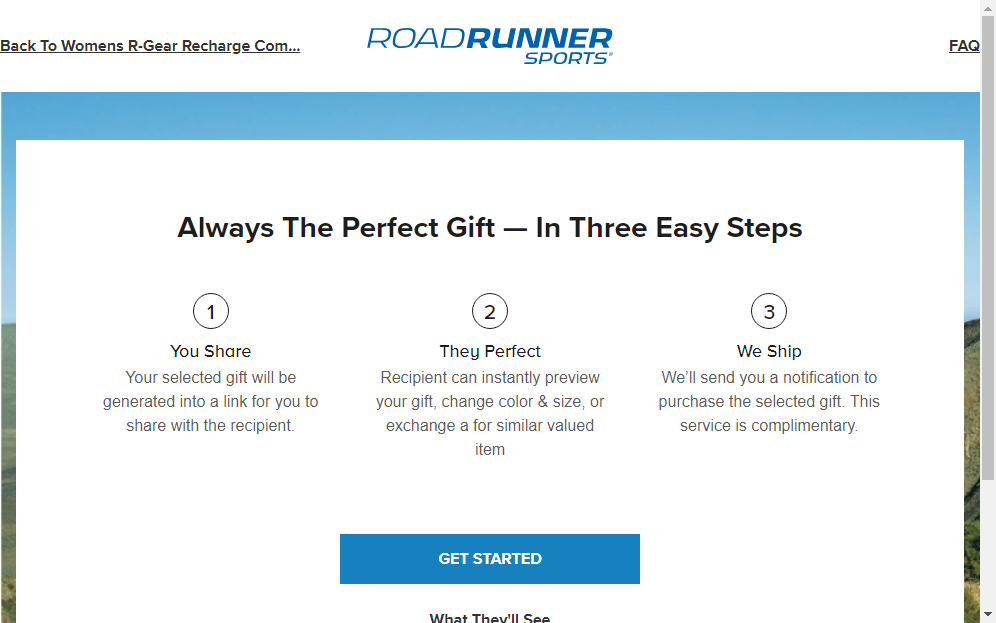 Back To Womens R-Gear Recharge Com...
ROADRUNNER
SPORTS
FAQ
Always The Perfect Gift — In Three Easy Steps
1
You Share
Your selected gift will be
generated into a link for you to
share with the recipient.
2
They Perfect
Recipient can instantly preview
your gift, change color & size, or
exchange a for similar valued
item
3
We Ship
We’ll send you a notification to
purchase the selected gift. This
service is complimentary.
GET STARTED
What They'll See